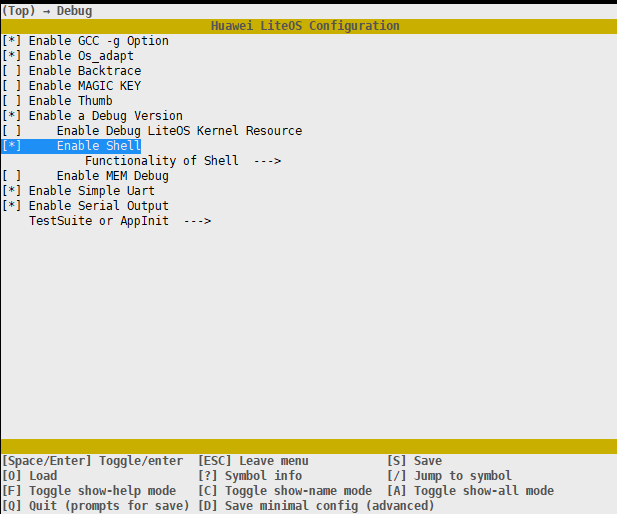 (Top) → Debug
Huawei LiteOS Configuration
[*] Enable GCC -g Option
[*] Enable Os_adapt
[ ] Enable Backtrace
[ ] Enable MAGIC KEY
[ ] Enable Thumb
[*] Enable a Debug Version
[ ]     Enable Debug LiteOS Kernel Resource
[*]     Enable Shell
            Functionality of Shell  --->
[ ]     Enable MEM Debug
[*] Enable Simple Uart
[*] Enable Serial Output
    TestSuite or AppInit  --->
[Space/Enter] Toggle/enter  [ESC] Leave menu           [S] Save
[O] Load                    [?] Symbol info            [/] Jump to symbol
[F] Toggle show-help mode   [C] Toggle show-name mode  [A] Toggle show-all mode
[Q] Quit (prompts for save) [D] Save minimal config (advanced)